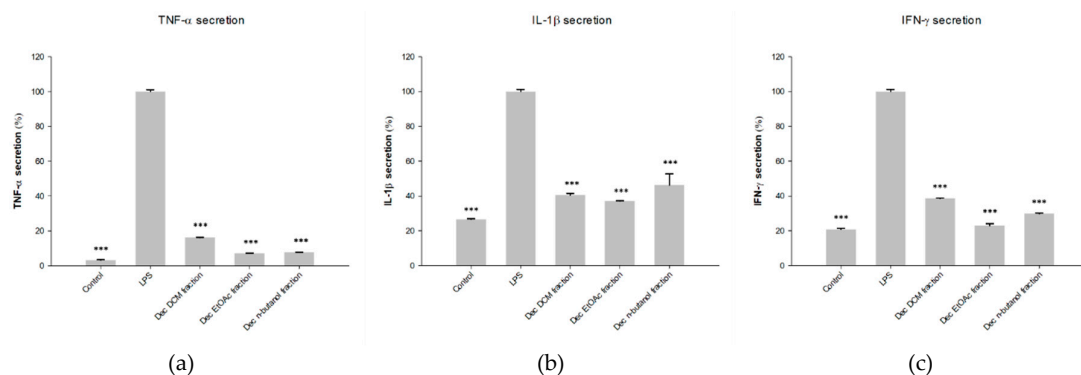 TNF-α secretion
TNF-α secretion (%)
120
100
80
60
40
20
0
***
***
***
***
Control
LPS
Dec DCM fraction
Dec EtOAc fraction
Dec n-butanol fraction
(a)
IL-1β secretion
IL-1β secretion (%)
120
100
80
60
40
20
0
***
***
***
***
Control
LPS
Dec DCM fraction
Dec EtOAc fraction
Dec n-butanol fraction
(b)
IFN-γ secretion
IFN-γ secretion (%)
120
100
80
60
40
20
0
***
***
***
***
Control
LPS
Dec DCM fraction
Dec EtOAc fraction
Dec n-butanol fraction
(c)